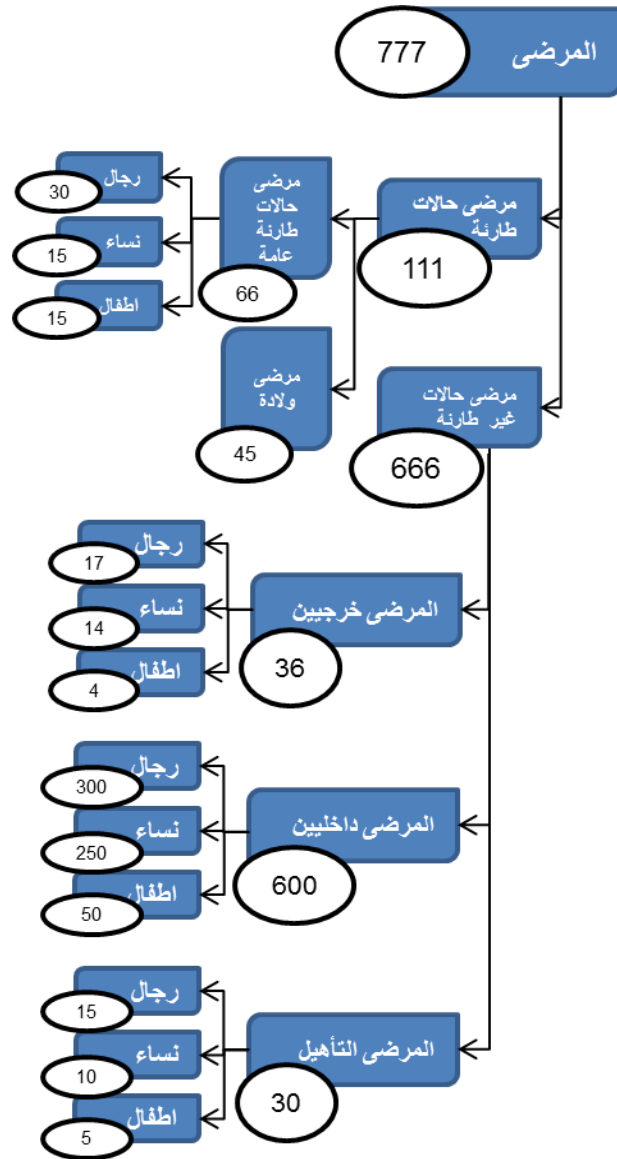 المرضى
777
مرضى حالات
طارئة
111
مرضى
حالات
طارنة
عامة
66
رجال
30
نساء
15
اطفال
15
مرضى
ولادة
45
مرضى حالات
غير طارنة
666
المرضى خرجيين
36
رجال
17
نساء
14
اطفال
4
المرضى داخليين
600
رجال
300
نساء
250
اطفال
50
المرضى التأهيل
30
رجال
15
نساء
10
اطفال
5